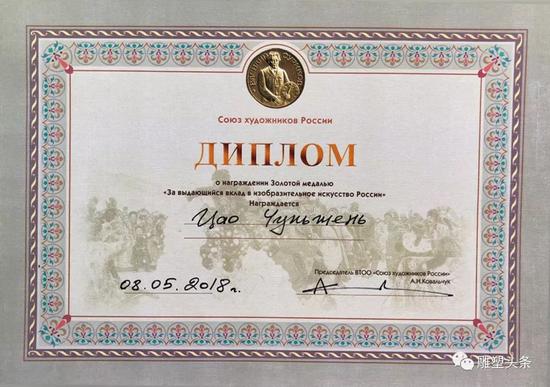 Союз художников России
ДИПЛОМ
о награждении Золотой медалью
«За выдающийся вклад в изобразительное искусство России»
Награждается
Цао Чуньшень
08.05.2018г.
Председатель ВТОО «Союз художников России»
А.Н.Ковальчук
雕塑头条